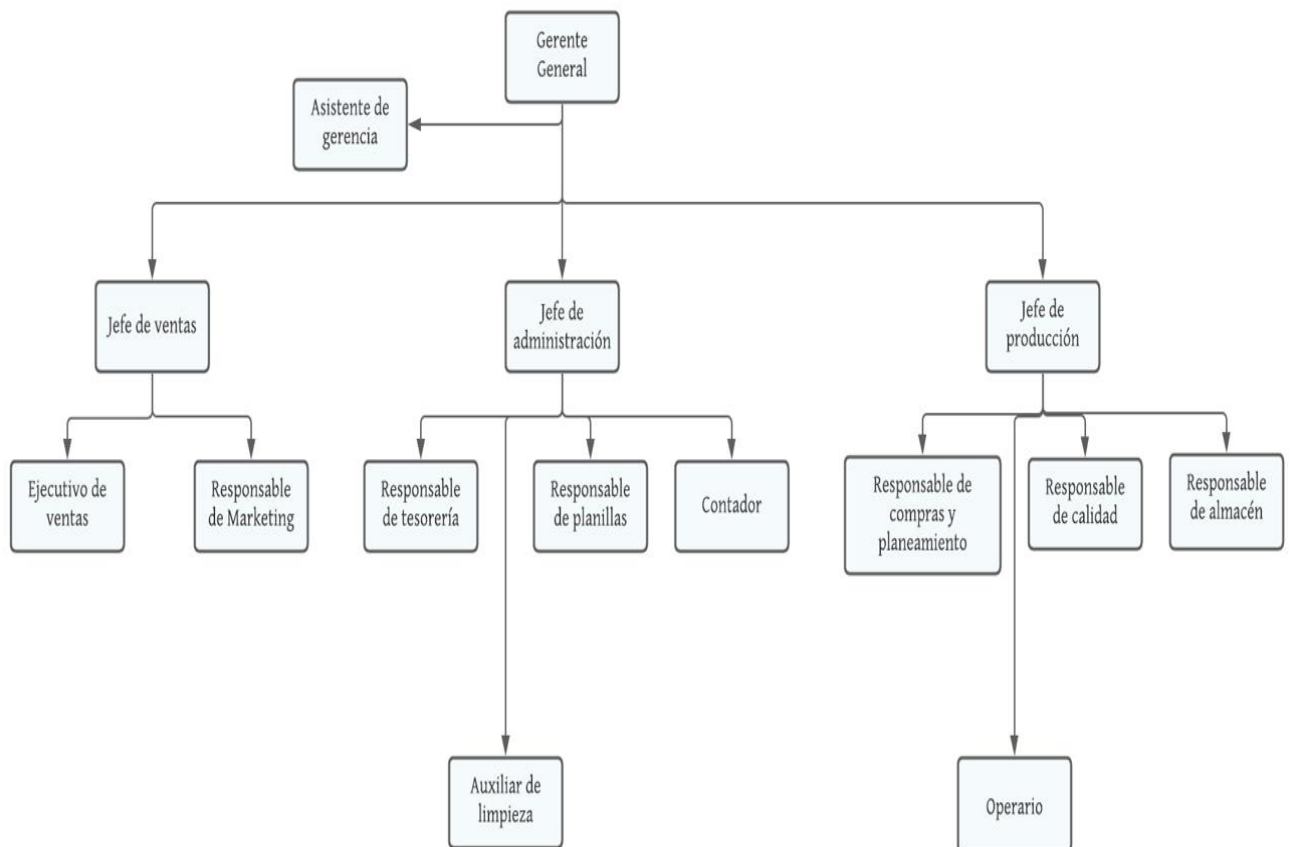 Gerente
General
Asistente de
gerencia
Jefe de ventas
Jefe de
administración
Jefe de
producción
Ejecutivo de
ventas
Responsable
de Marketing
Responsable
de tesorería
Responsable
de planillas
Contador
Responsable de
compras y
planeamiento
Responsable
de calidad
Responsable
de almacén
Auxiliar de
limpieza
Operario